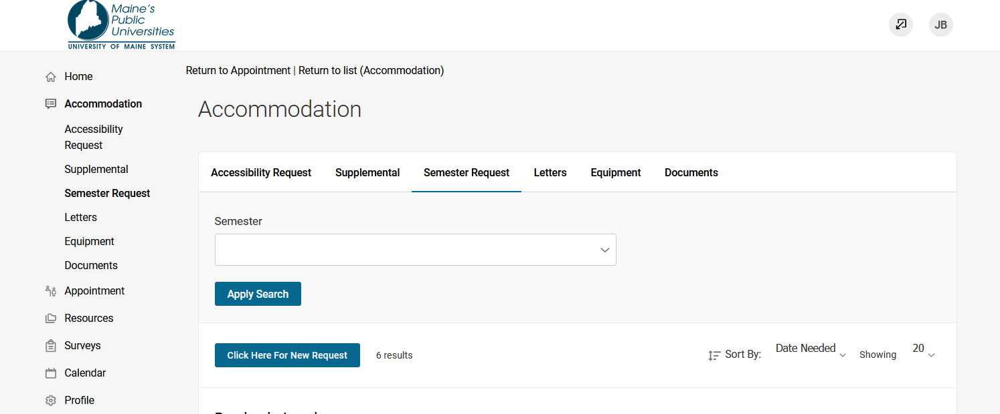 Maine's
Public
Universities
UNIVERSITY OF MAINE SYSTEM
JB
Home
Accommodation
Accessibility
Request
Supplemental
Semester Request
Letters
Equipment
Documents
Appointment
Resources
Surveys
Calendar
Profile
Return to Appointment | Return to list (Accommodation)
Accommodation
Accessibility Request Supplemental Semester Request Letters Equipment Documents
Semester
Apply Search
Click Here For New Request 6 results Sort By: Date Needed Showing 20